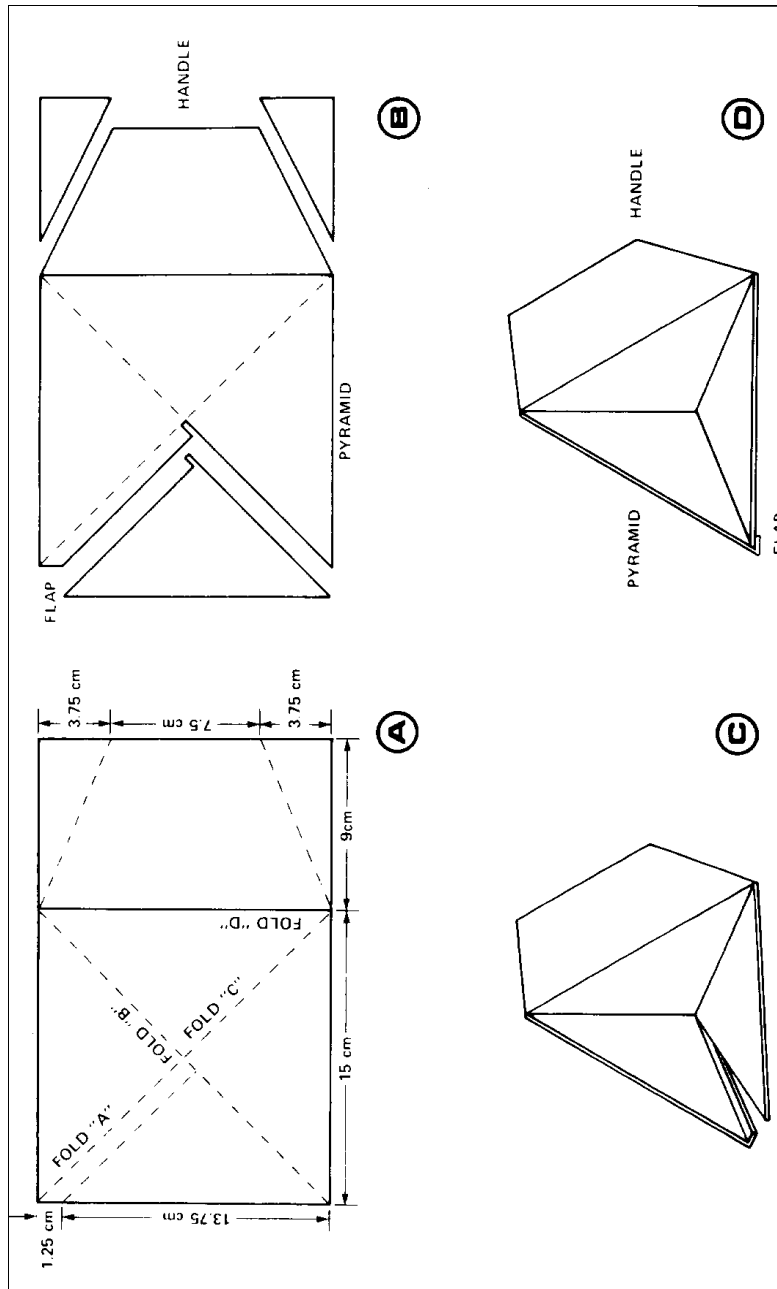 1.25 cm
13.75 cm
FOLD "A"
FOLD "B"
FOLD "C"
FOLD "D"
15 cm
9cm
3.75 cm
7.5 cm
3.75 cm
A
FLAP
PYRAMID
HANDLE
B
C
PYRAMID
FLAP
HANDLE
D